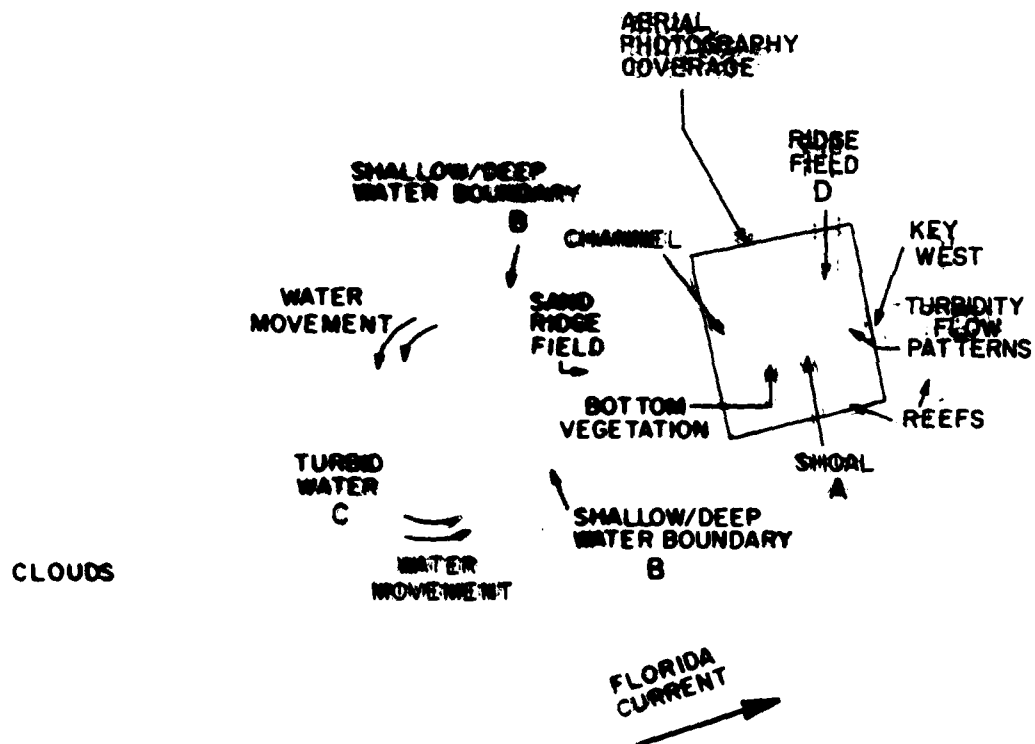 AERIAL
PHOTOGRAPHY
COVERAGE
RIDGE
FIELD
D
SHALLOW/DEEP
WATER BOUNDARY
B
CHANNEL
KEY
WEST
WATER
MOVEMENT
SAND
RIDGE
FIELD
TURBIDITY
FLOW
PATTERNS
BOTTOM
VEGETATION
REEFS
TURBID
WATER
C
SHOAL
A
SHALLOW/DEEP
WATER BOUNDARY
B
CLOUDS
WATER
MOVEMENT
FLORIDA
CURRENT